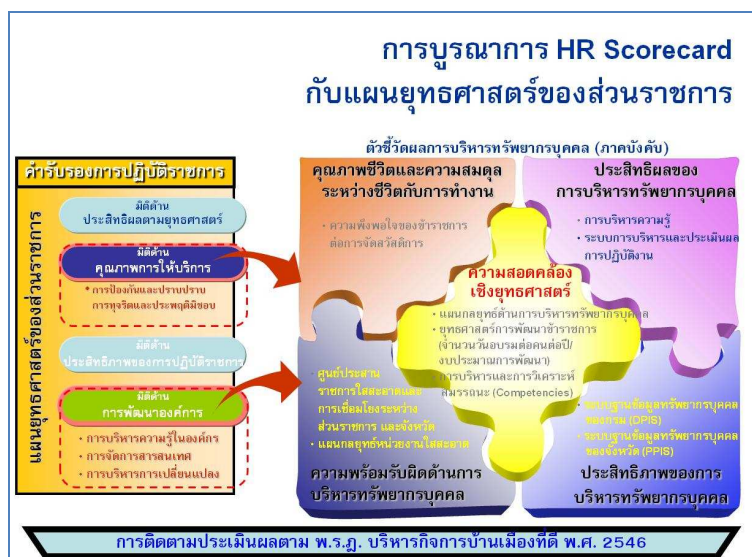 การบูรณาการ HR Scorecard
กับแผนยุทธศาสตร์ของส่วนราชการ
ตัวชี้วัดผลการบริหารทรัพยากรบุคคล (ภาคบังคับ)
คำรับรองการปฏิบัติราชการ
แผนยุทธศาสตร์ของส่วนราชการ
มิติด้าน
ประสิทธิผลตามยุทธศาสตร์
มิติด้าน
คุณภาพการให้บริการ
* การป้องกันและปราบปราม
การทุจริตและประพฤติมิชอบ
มิติด้าน
ประสิทธิภาพของการปฏิบัติราชการ
มิติด้าน
การพัฒนาองค์การ
• การบริหารความรู้ในองค์กร
• การจัดการสารสนเทศ
• การบริหารการเปลี่ยนแปลง
คุณภาพชีวิตและความสมดุล
ระหว่างชีวิตกับการทำงาน
• ความพึงพอใจของข้าราชการ
ต่อการจัดสวัสดิการ
ประสิทธิผลของ
การบริหารทรัพยากรบุคคล
• การบริหารความรู้
• ระบบการบริหารและประเมินผล
การปฏิบัติงาน
ความสอดคล้อง
เชิงยุทธศาสตร์
• แผนกลยุทธ์ด้านการบริหารทรัพยากรบุคคล
• ยุทธศาสตร์การพัฒนาข้าราชการ
(จำนวนวันอบรมต่อคนต่อปี/
งบประมาณการพัฒนา)
• การบริหารและการวิเคราะห์
สมรรถนะ (Competencies)
• ศูนย์ประสาน
ราชการใสสะอาดและ
การเชื่อมโยงระหว่าง
ส่วนราชการ และจังหวัด
• แผนกลยุทธ์หน่วยงานใสสะอาด
ความพร้อมรับผิดด้านการ
บริหารทรัพยากรบุคคล
• ระบบฐานข้อมูลทรัพยากรบุคคล
ของกรม (DPIS)
• ระบบฐานข้อมูลทรัพยากรบุคคล
ของจังหวัด (PPIS)
ประสิทธิภาพของการ
บริหารทรัพยากรบุคคล
การติดตามประเมินผลตาม พ.ร.ฎ. บริหารกิจการบ้านเมืองที่ดี พ.ศ. 2546